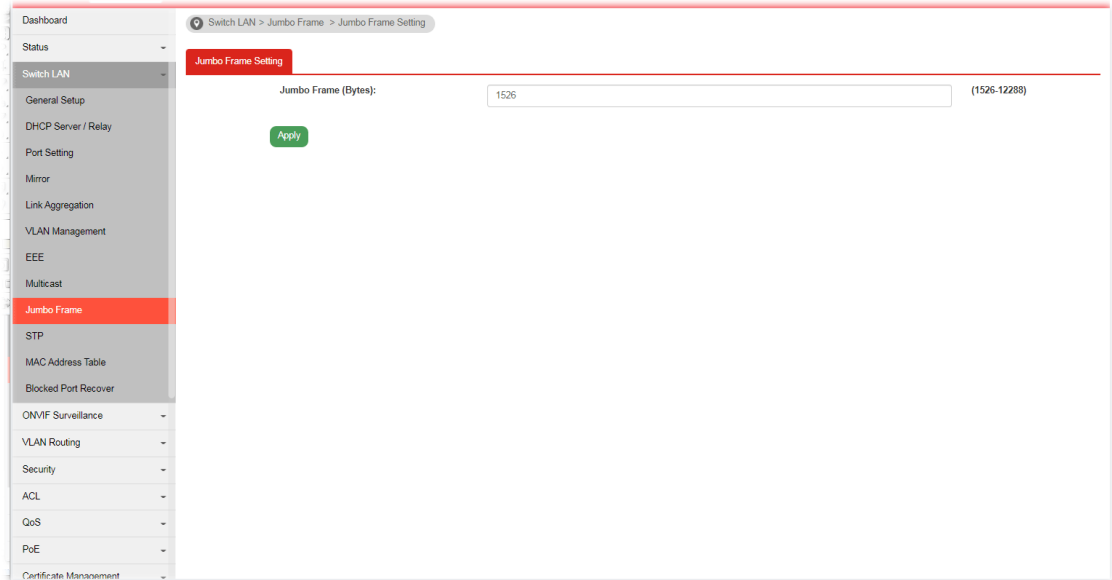 Dashboard
Switch LAN > Jumbo Frame > Jumbo Frame Setting
Status
Jumbo Frame Setting
Switch LAN
Jumbo Frame (Bytes):
1526
(1526-12288)
General Setup
DHCP Server / Relay
Apply
Port Setting
Mirror
Link Aggregation
VLAN Management
EEE
Multicast
Jumbo Frame
STP
MAC Address Table
Blocked Port Recover
ONVIF Surveillance
VLAN Routing
Security
ACL
QoS
PoE
Certificate Management